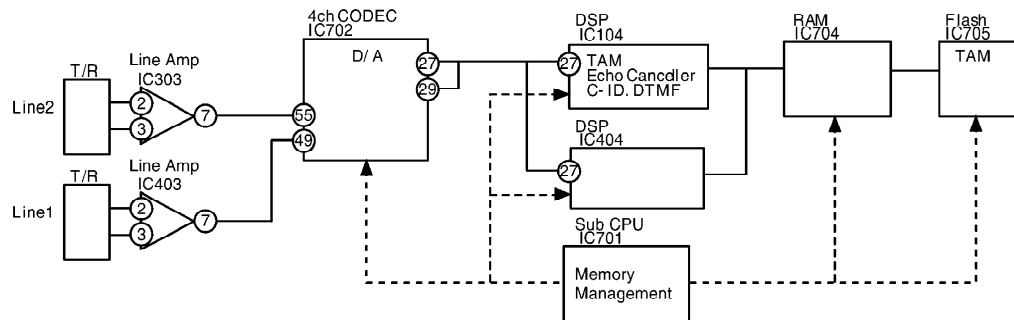 4ch CODEC
IC702
D/A
27
29
55
49
T/R
Line Amp
IC303
Line2
2
3
7
T/R
Line Amp
IC403
Line1
2
3
7
DSP
IC104
27
TAM
Echo Cancdler
C-ID. DTMF
DSP
IC404
27
Sub CPU
IC701
Memory
Management
RAM
IC704
Flash
IC705
TAM